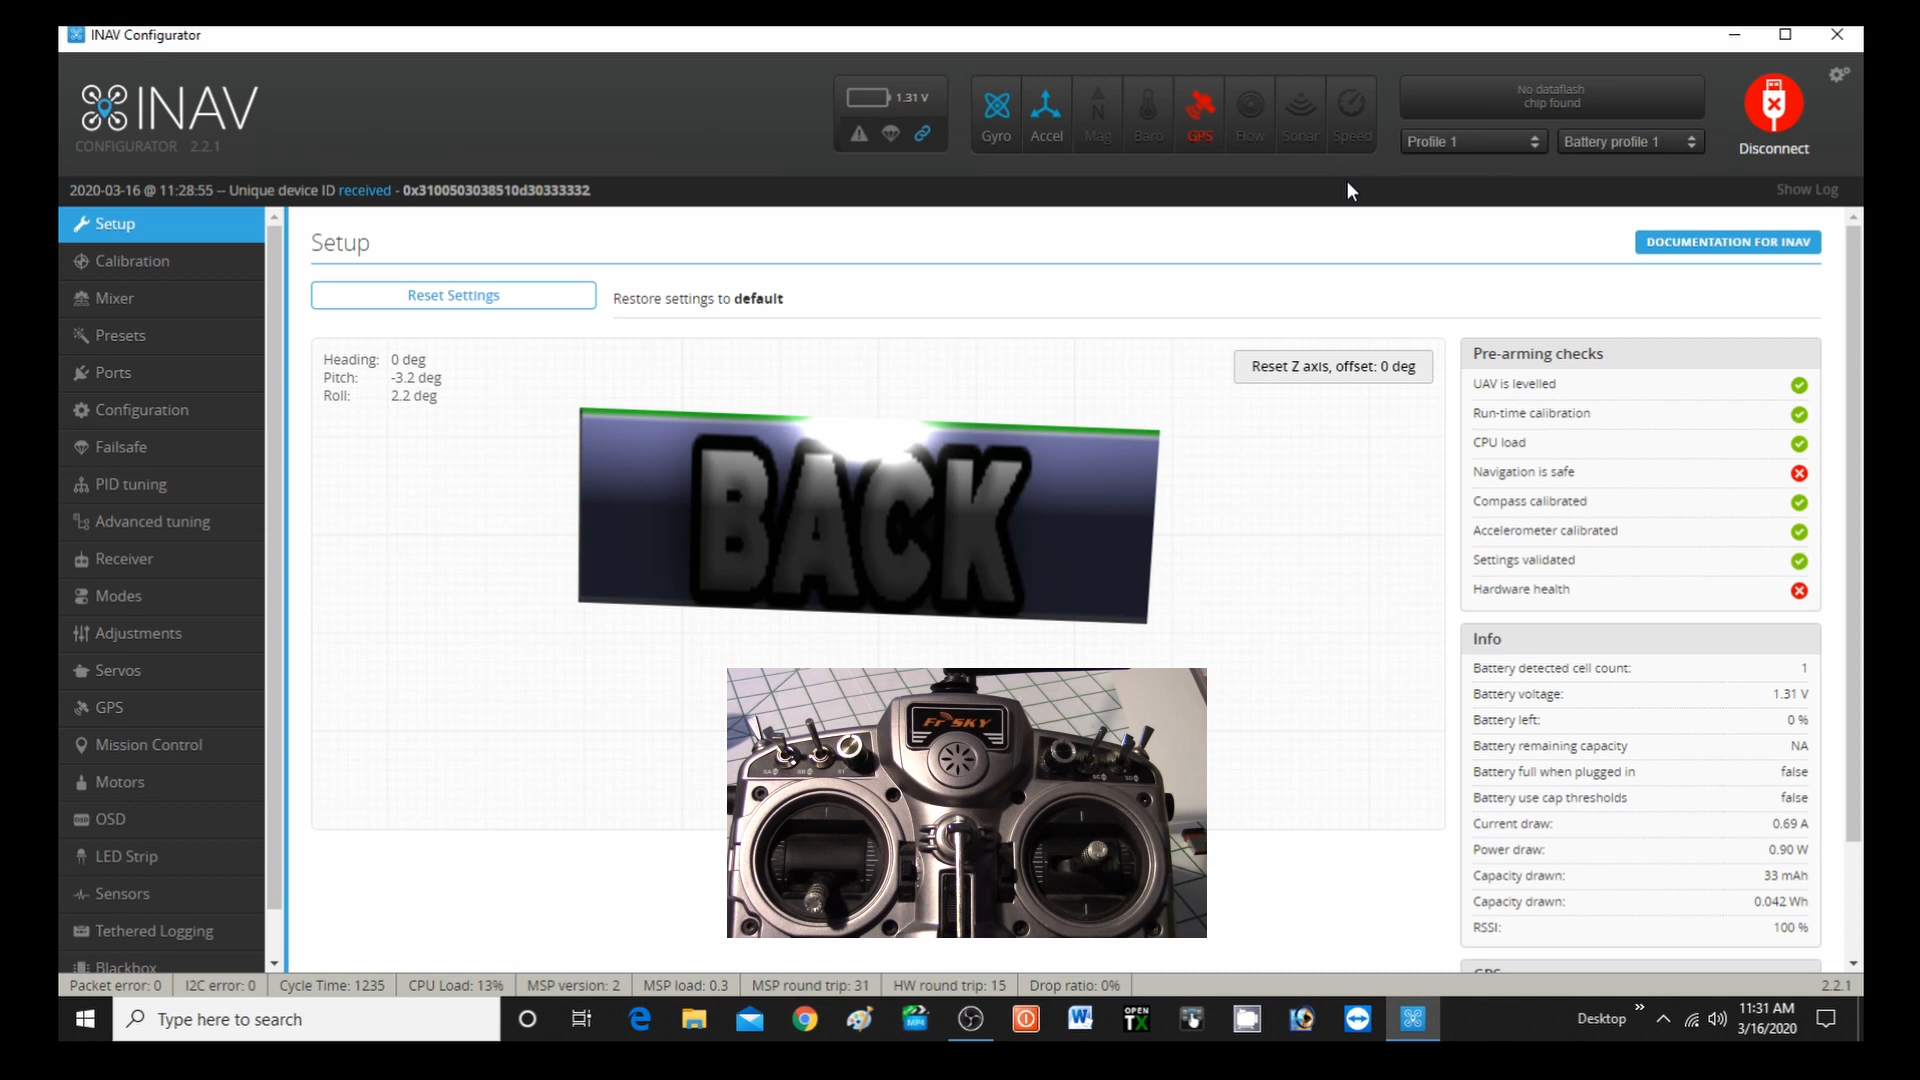 INAV Configurator
INAV
CONFIGURATOR 2.2.1
1.31 V
Gyro
Accel
Mag
Baro
GPS
Flow
Sonar
Speed
No dataflash
chip found
Profile 1
Battery profile 1
Disconnect
2020-03-16 @ 11:28:55 -- Unique device ID received - 0x3100503038510d30333332
Show Log
Setup
Calibration
Mixer
Presets
Ports
Configuration
Failsafe
PID tuning
Advanced tuning
Receiver
Modes
Adjustments
Servos
GPS
Mission Control
Motors
OSD
LED Strip
Sensors
Tethered Logging
Blackbox
Setup
DOCUMENTATION FOR INAV
Reset Settings
Restore settings to default
Heading: 0 deg
Pitch: -3.2 deg
Roll: 2.2 deg
Reset Z axis, offset: 0 deg
BACK
FrSKY
Pre-arming checks
UAV is levelled
Run-time calibration
CPU load
Navigation is safe
Compass calibrated
Accelerometer calibrated
Settings validated
Hardware health
Info
Battery detected cell count: 1
Battery voltage: 1.31 V
Battery left: 0 %
Battery remaining capacity NA
Battery full when plugged in false
Battery use cap thresholds false
Current draw: 0.69 A
Power draw: 0.90 W
Capacity drawn: 33 mAh
Capacity drawn: 0.042 Wh
RSSI: 100 %
GPS
Packet error: 0
I2C error: 0
Cycle Time: 1235
CPU Load: 13%
MSP version: 2
MSP load: 0.3
MSP round trip: 31
HW round trip: 15
Drop ratio: 0%
2.2.1
Type here to search
MP4
OPEN
TX
Desktop
11:31 AM
3/16/2020